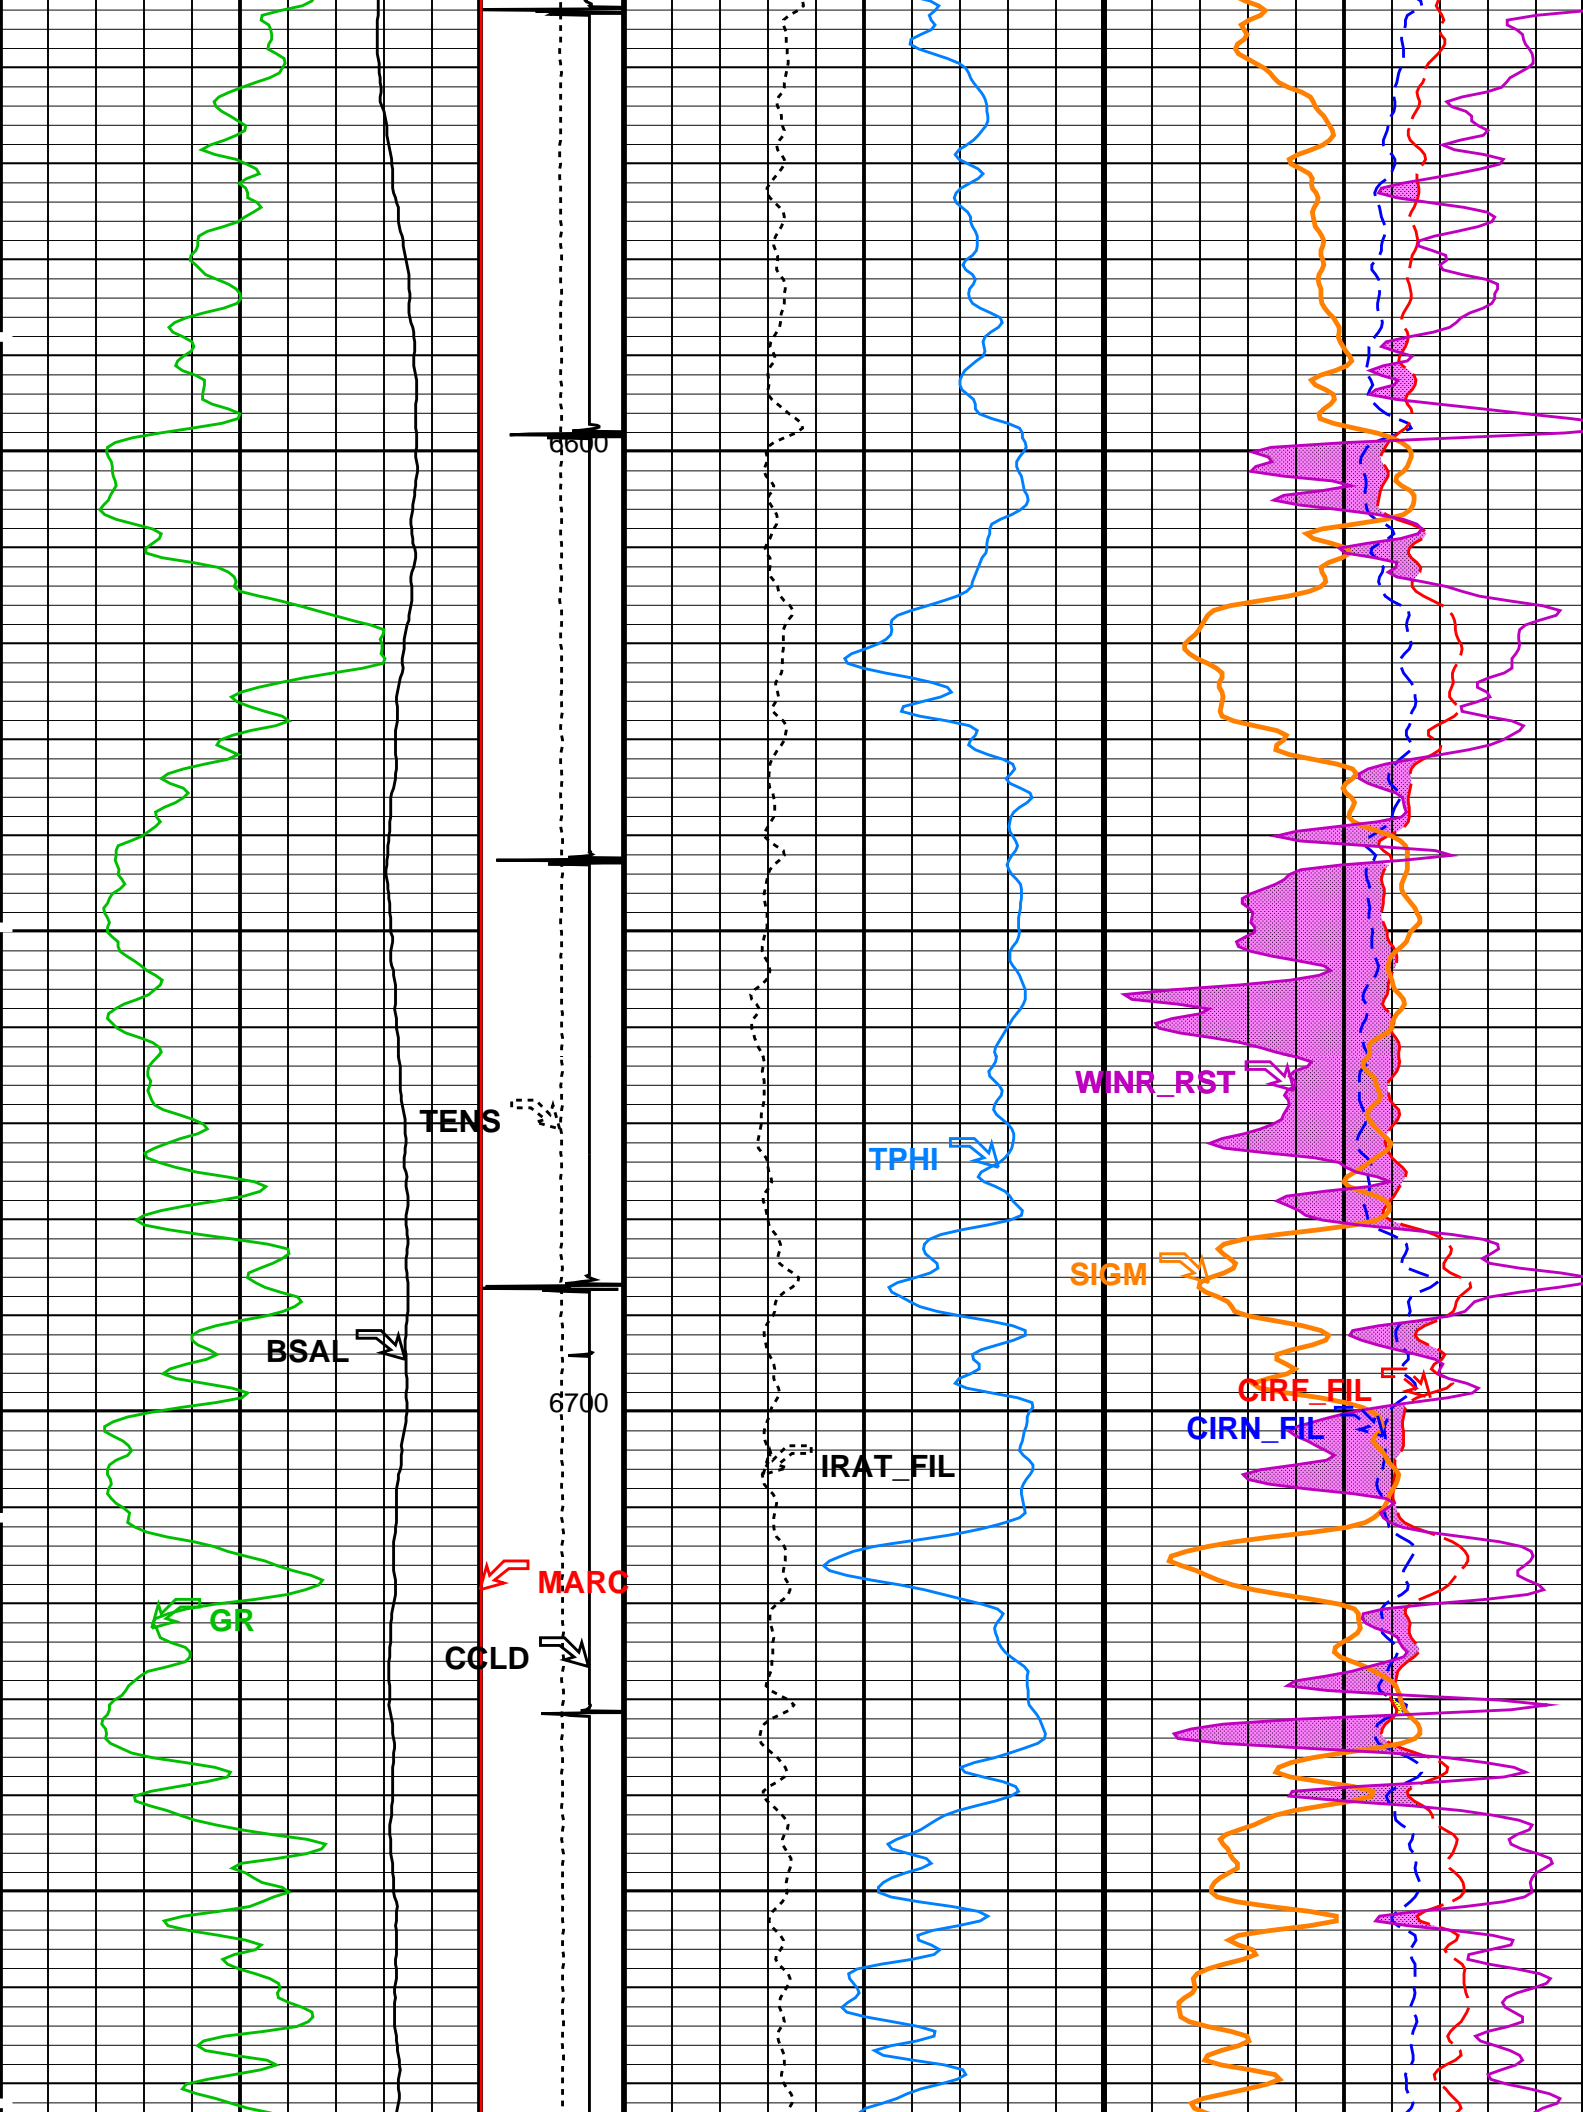 6600
WINR_RST
TENS
TPHI
SIGM
BSAL
CIRF_FIL
6700
CIRN_FIL
IRAT_FIL
MARC
GR
CCLD